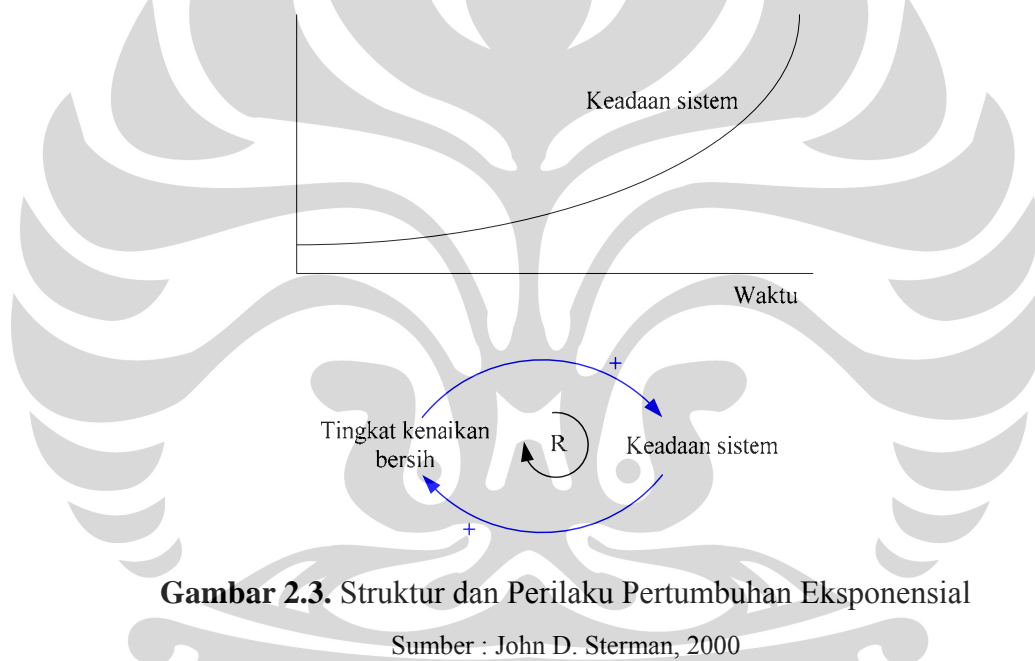 Keadaan sistem
Waktu
+
Tingkat kenaikan
bersih
R
Keadaan sistem
+
Gambar 2.3. Struktur dan Perilaku Pertumbuhan Eksponensial
Sumber : John D. Sterman, 2000